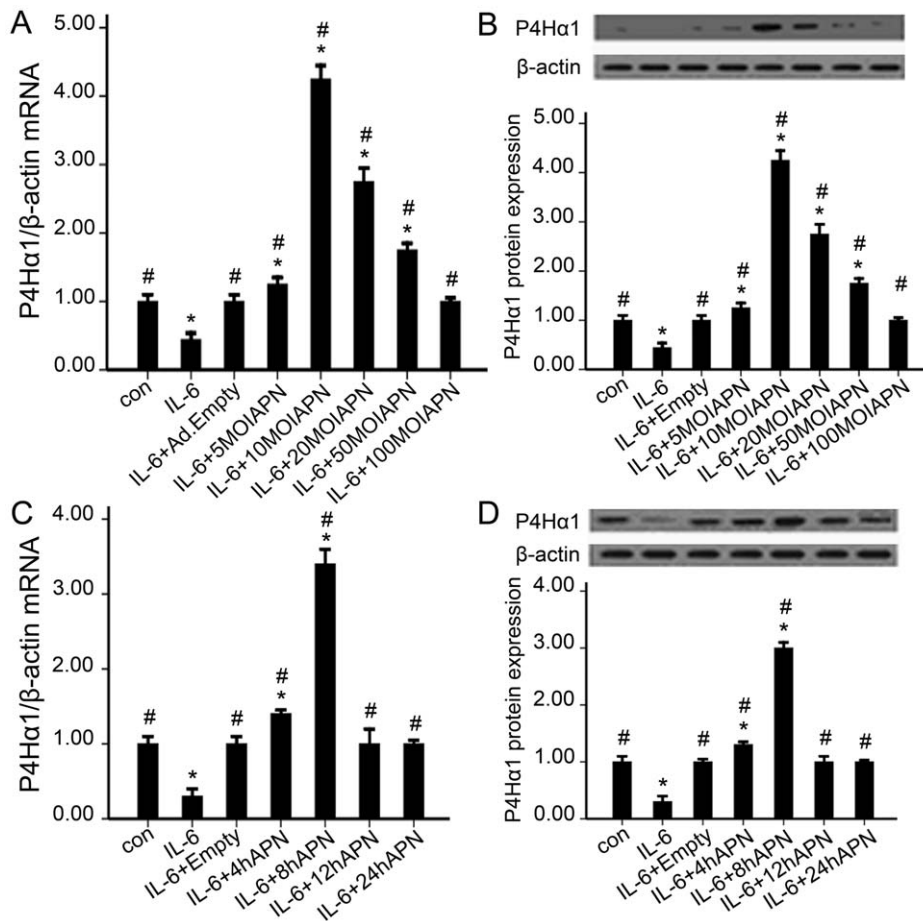 A
P4Hα1/β-actin mRNA
5.00
4.00
3.00
2.00
1.00
0.00
#
*
#
#
*
#
*
#
*
#
*
#
con
IL-6
IL-6+Ad.Empty
IL-6+5MOIAPN
IL-6+10MOIAPN
IL-6+20MOIAPN
IL-6+50MOIAPN
IL-6+100MOIAPN
B
P4Hα1
β-actin
P4Hα1 protein expression
5.00
4.00
3.00
2.00
1.00
0.00
#
*
#
#
*
#
*
#
*
#
*
#
con
IL-6
IL-6+Empty
IL-6+5MOIAPN
IL-6+10MOIAPN
IL-6+20MOIAPN
IL-6+50MOIAPN
IL-6+100MOIAPN
C
P4Hα1/β-actin mRNA
4.00
3.00
2.00
1.00
0.00
#
*
#
#
*
#
*
#
#
con
IL-6
IL-6+Empty
IL-6+4hAPN
IL-6+8hAPN
IL-6+12hAPN
IL-6+24hAPN
D
P4Hα1
β-actin
P4Hα1 protein expression
4.00
3.00
2.00
1.00
0.00
#
*
#
#
*
#
*
#
#
con
IL-6
IL-6+Empty
IL-6+4hAPN
IL-6+8hAPN
IL-6+12hAPN
IL-6+24hAPN